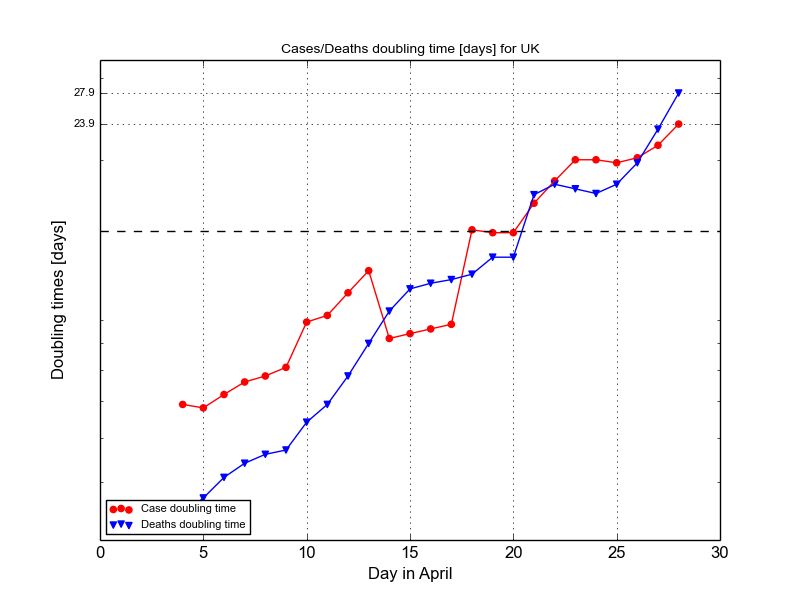 Cases/Deaths doubling time [days] for UK
27.9
23.9
Doubling times [days]
Case doubling time
Deaths doubling time
0 5 10 15 20 25 30
Day in April